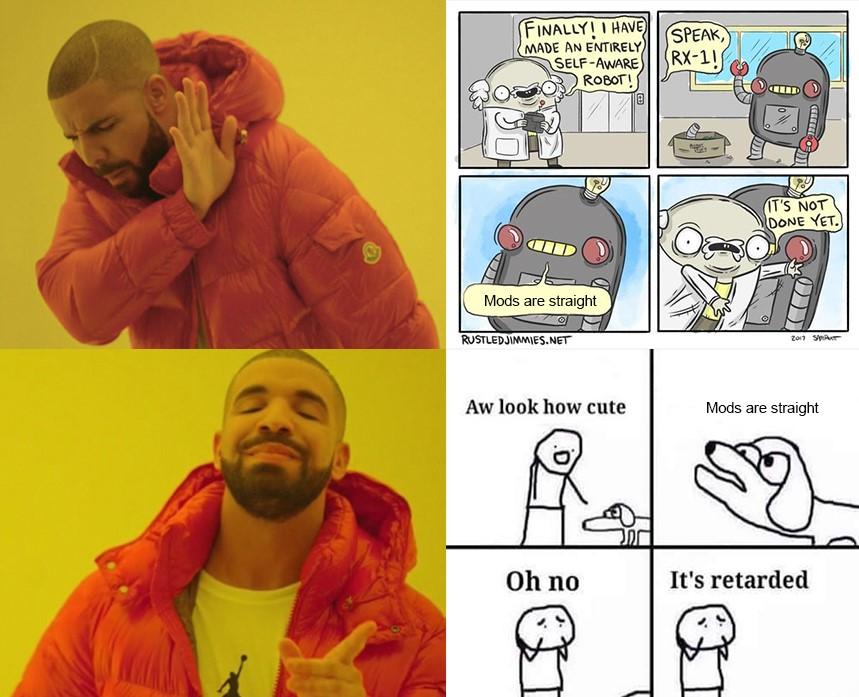 FINALLY! I HAVE
MADE AN ENTIRELY
SELF-AWARE
ROBOT!
SPEAK,
RX-1!
Mods are straight
IT'S NOT
DONE YET.
RUSTLEDJIMMIES.NET
2017
Aw look how cute
Mods are straight
Oh no
It's retarded